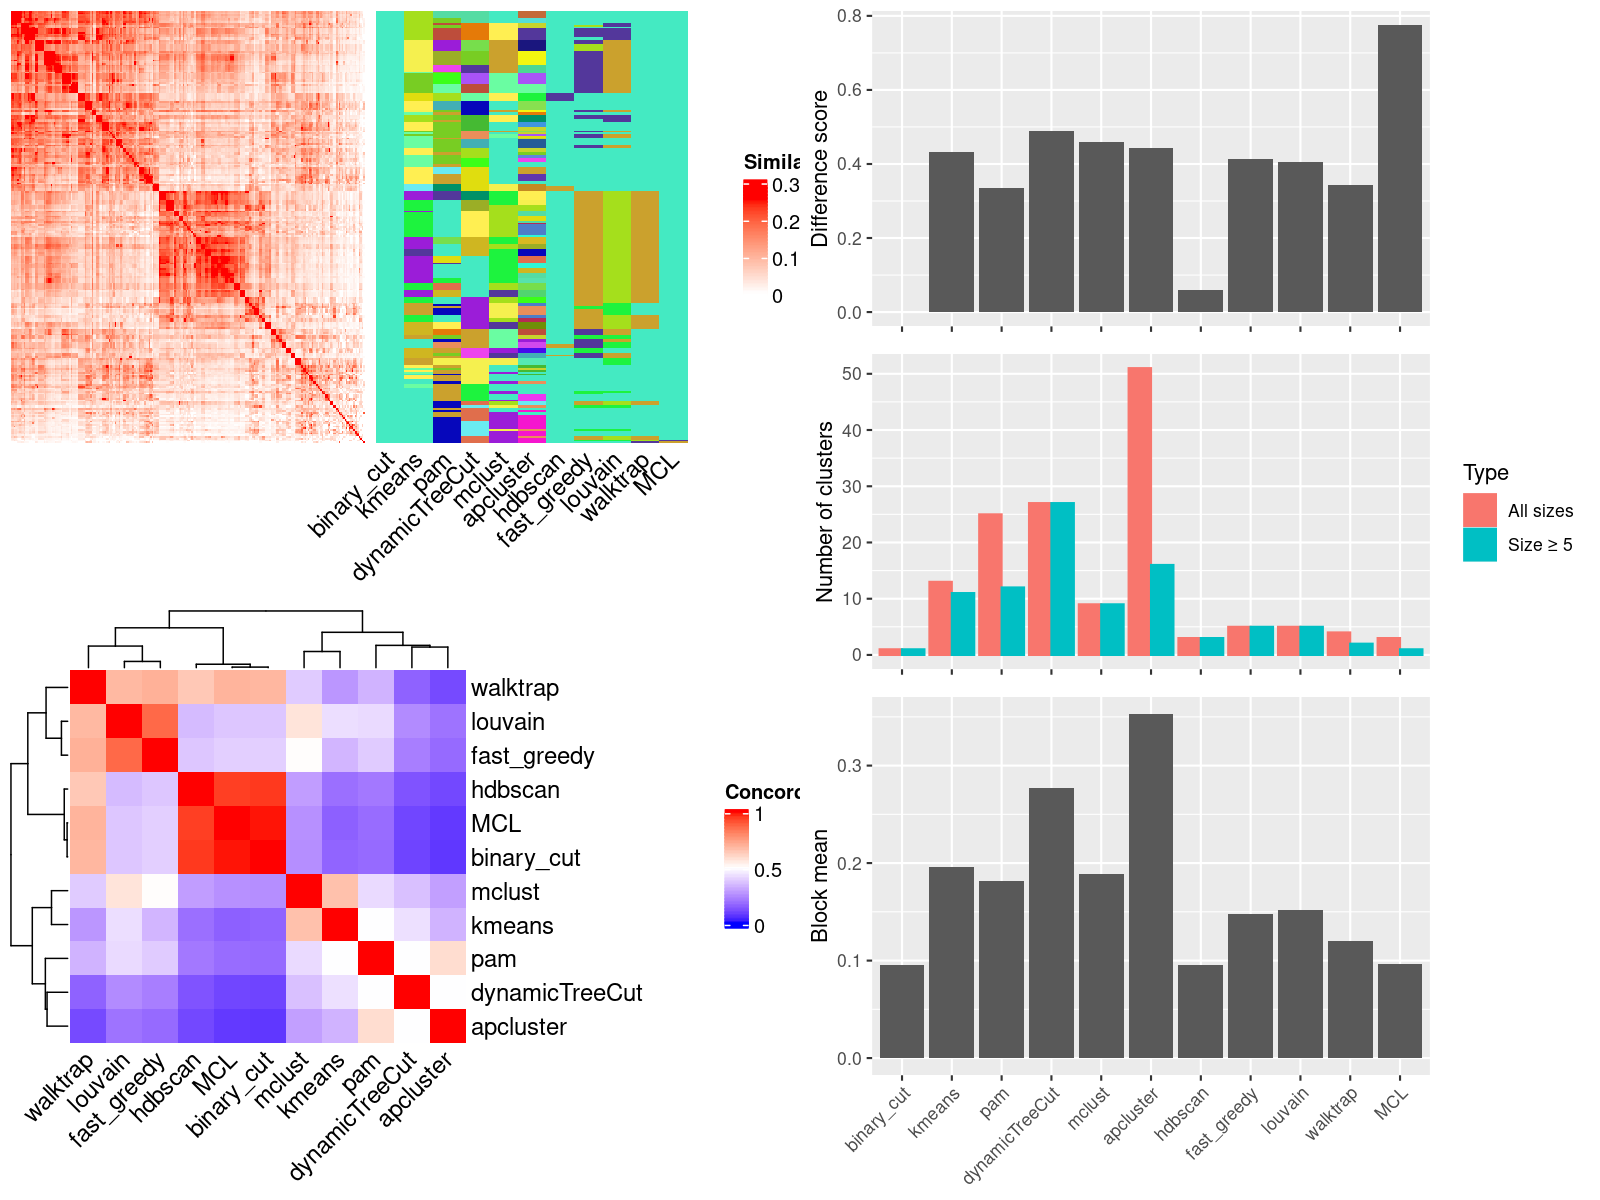 Simila
0.3
0.2
0.1
0
binary_cut
kmeans
pam
dynamicTreeCut
mclust
apcluster
hdbscan
fast_greedy
louvain
walktrap
MCL
walktrap
louvain
fast_greedy
hdbscan
MCL
binary_cut
mclust
kmeans
pam
dynamicTreeCut
apcluster
Concord
1
0.5
0
walktrap
louvain
fast_greedy
hdbscan
MCL
binary_cut
mclust
kmeans
pam
dynamicTreeCut
apcluster
Difference score
0.8
0.6
0.4
0.2
0.0
Number of clusters
50
40
30
20
10
0
Type
All sizes
Size ≥ 5
Block mean
0.3
0.2
0.1
0.0
binary_cut
kmeans
pam
dynamicTreeCut
mclust
apcluster
hdbscan
fast_greedy
louvain
walktrap
MCL